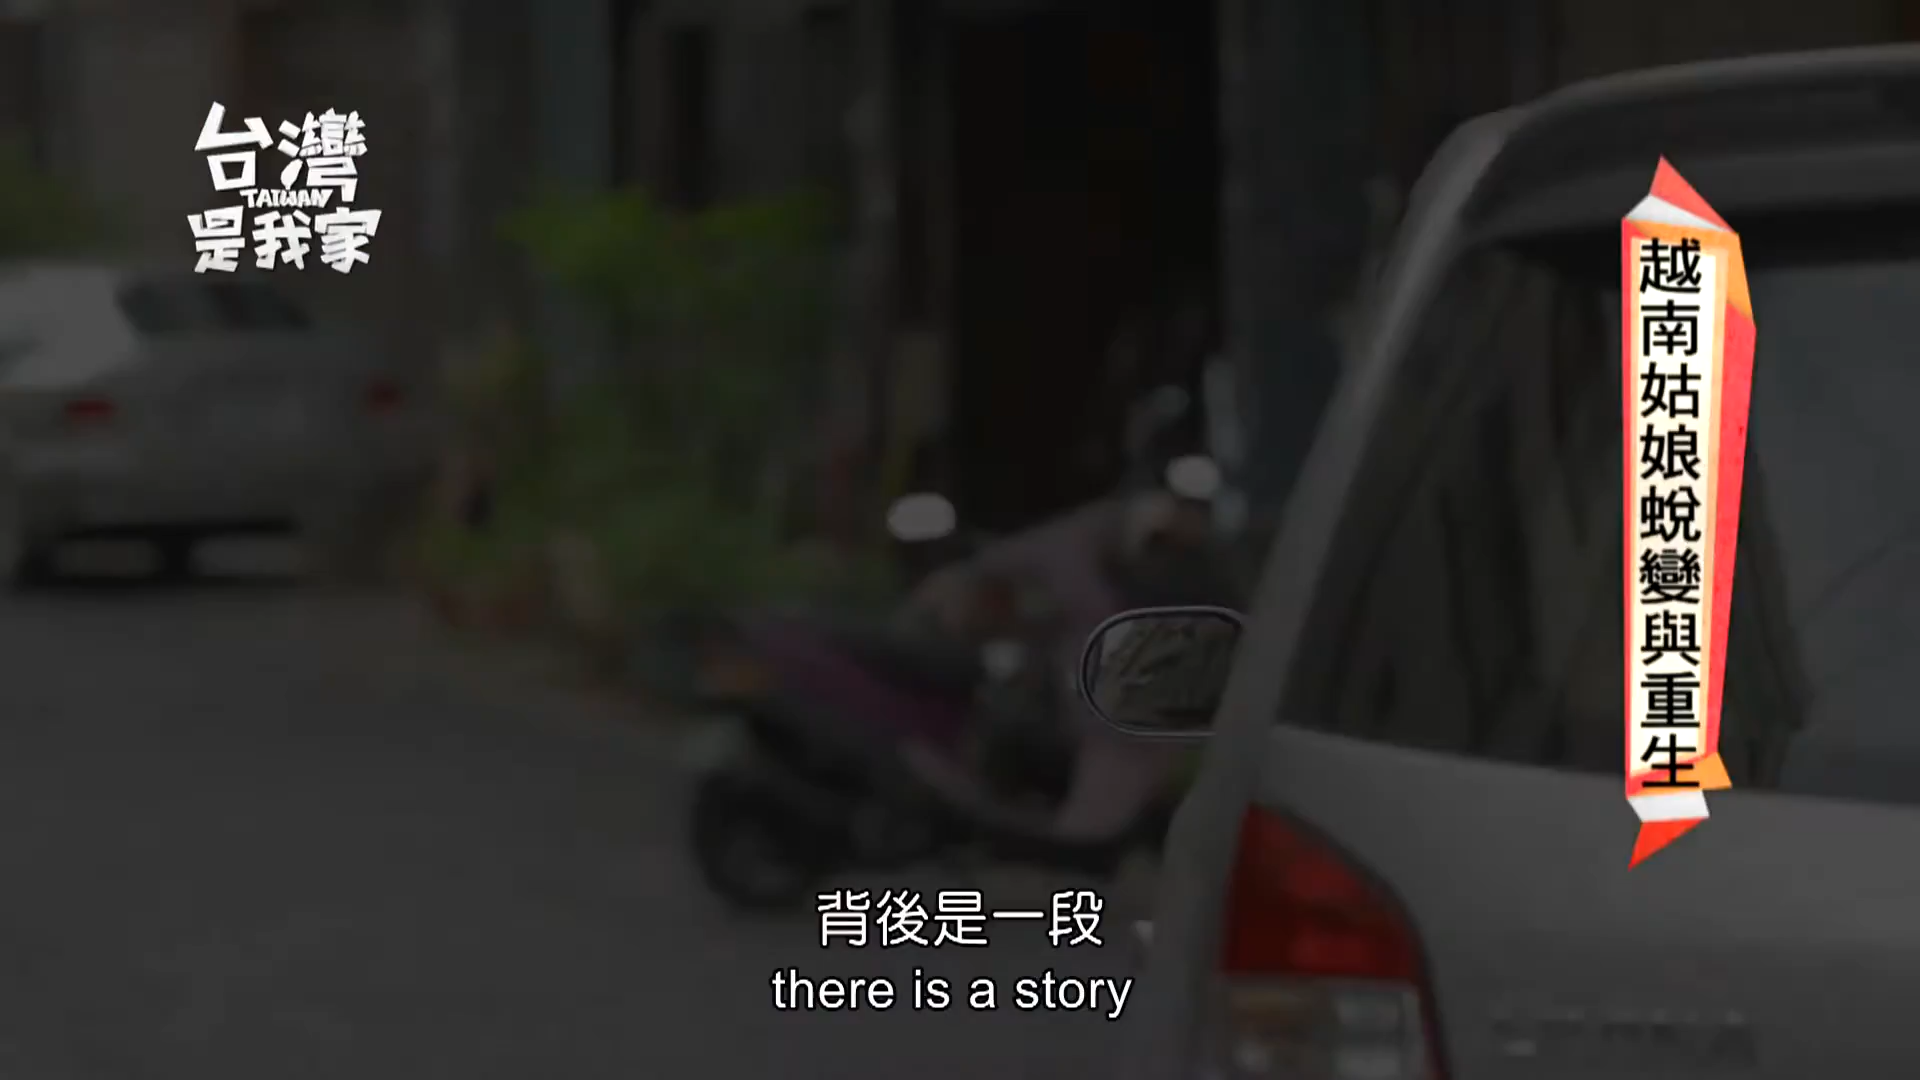 台灣
TAIWAN
是我家
越南姑娘蛻變與重生
背後是一段
there is a story